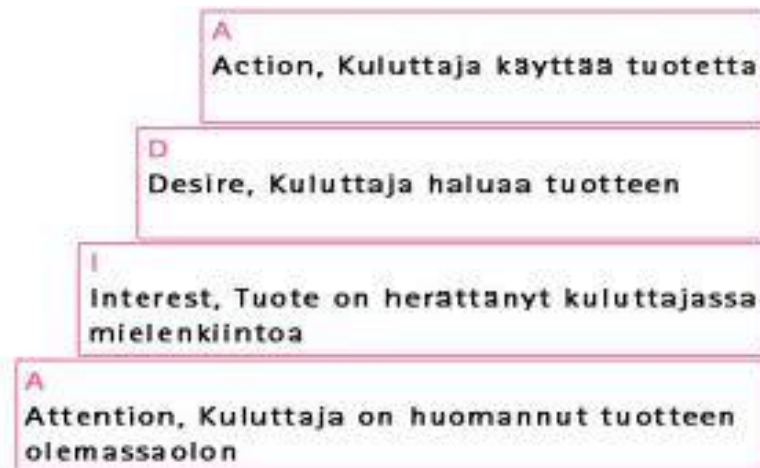 A
Action, Kuluttaja käyttää tuotetta
D
Desire, Kuluttaja haluaa tuotteen
I
Interest, Tuote on herättänyt kuluttajassa
mielenkiintoa
A
Attention, Kuluttaja on huomannut tuotteen
olemassaolon